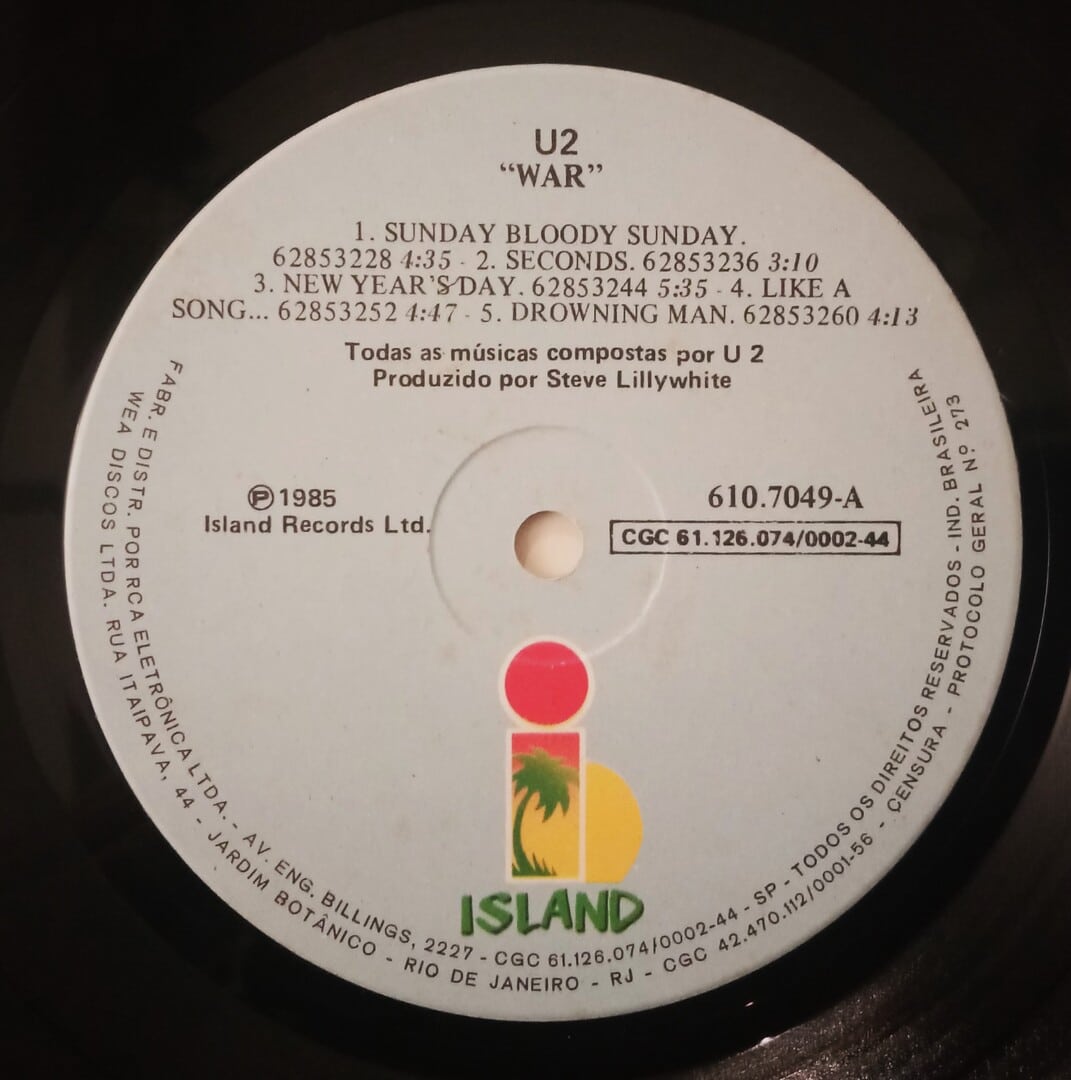 U2
“WAR”
1. SUNDAY BLOODY SUNDAY.
62853228 4:35 - 2. SECONDS. 62853236 3:10
3. NEW YEAR'S DAY. 62853244 5:35 - 4. LIKE A
SONG... 62853252 4:47 - 5. DROWNING MAN. 62853260 4:13
Todas as músicas compostas por U 2
Produzido por Steve Lillywhite
℗ 1985
Island Records Ltd.
610.7049-A
CGC 61.126.074/0002-44
ISLAND
FABR. E DISTR. POR RCA ELETRÔNICA LTDA. - AV. ENG. BILLINGS, 2227 - CGC 61.126.074/0002-44 - SP - TODOS OS DIREITOS RESERVADOS - IND. BRASILEIRA
WEA DISCOS LTDA. RUA ITAIPAVA, 44 - JARDIM BOTÂNICO - RIO DE JANEIRO - RJ - CGC 42.470.112/0001-56 - CENSURA - PROTOCOLO GERAL Nº 273